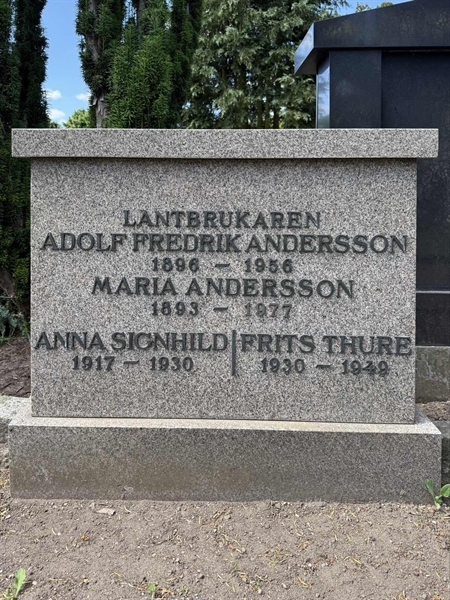 LANTBRUKAREN
ADOLF FREDRIK ANDERSSON
1896 – 1956
MARIA ANDERSSON
1893 – 1977
ANNA SIGNHILD
1917 – 1930
FRITS THURE
1930 – 1949